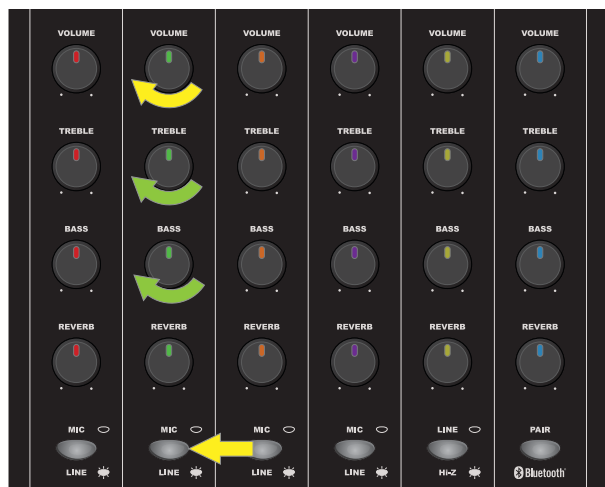 VOLUME VOLUME VOLUME VOLUME VOLUME VOLUME
TREBLE TREBLE TREBLE TREBLE TREBLE TREBLE
BASS BASS BASS BASS BASS BASS
REVERB REVERB REVERB REVERB REVERB REVERB
MIC MIC MIC MIC LINE PAIR
LINE LINE LINE LINE Hi-Z Bluetooth